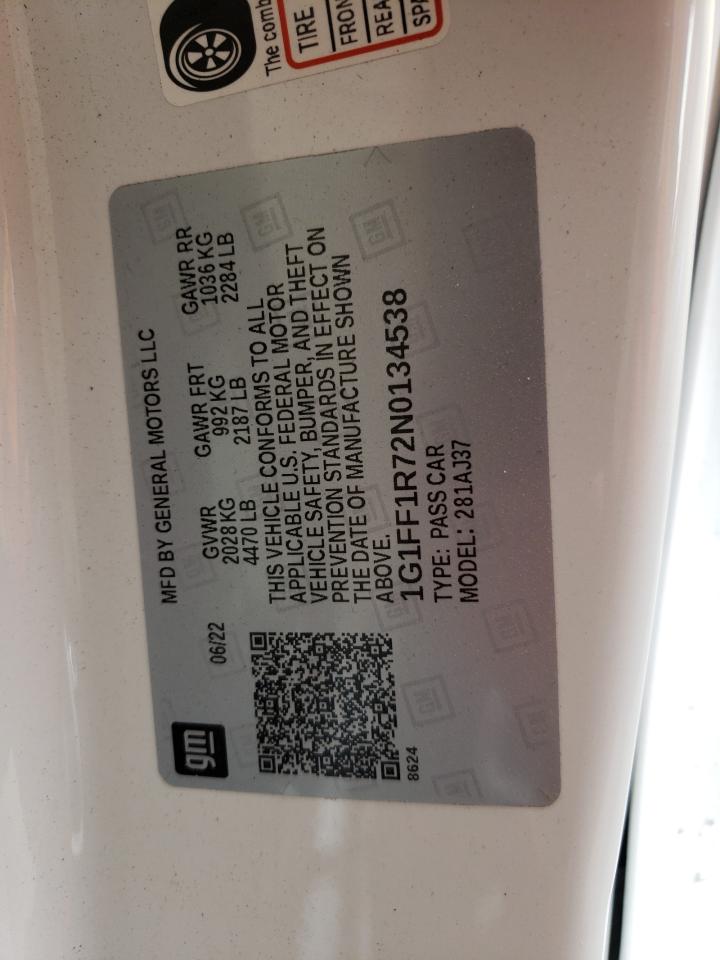 The comb
TIRE
FRON
REA
SPA
MFD BY GENERAL MOTORS LLC
gm
06/22
GVWR GAWR FRT GAWR RR
2028 KG 992 KG 1036 KG
4470 LB 2187 LB 2284 LB
THIS VEHICLE CONFORMS TO ALL
APPLICABLE U.S. FEDERAL MOTOR
VEHICLE SAFETY, BUMPER, AND THEFT
PREVENTION STANDARDS IN EFFECT ON
THE DATE OF MANUFACTURE SHOWN
ABOVE.
1G1FF1R72N0134538
TYPE: PASS CAR
MODEL: 281AJ37
8624